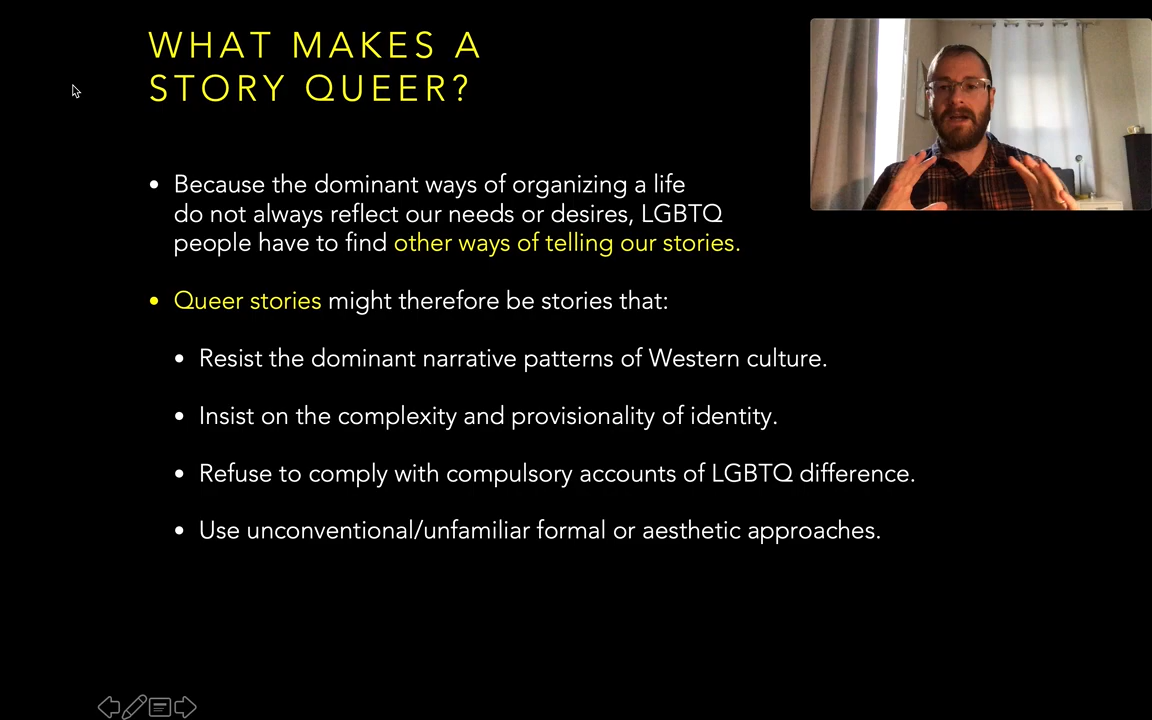 WHAT MAKES A
STORY QUEER?
• Because the dominant ways of organizing a life
do not always reflect our needs or desires, LGBTQ
people have to find other ways of telling our stories.
• Queer stories might therefore be stories that:
• Resist the dominant narrative patterns of Western culture.
• Insist on the complexity and provisionality of identity.
• Refuse to comply with compulsory accounts of LGBTQ difference.
• Use unconventional/unfamiliar formal or aesthetic approaches.